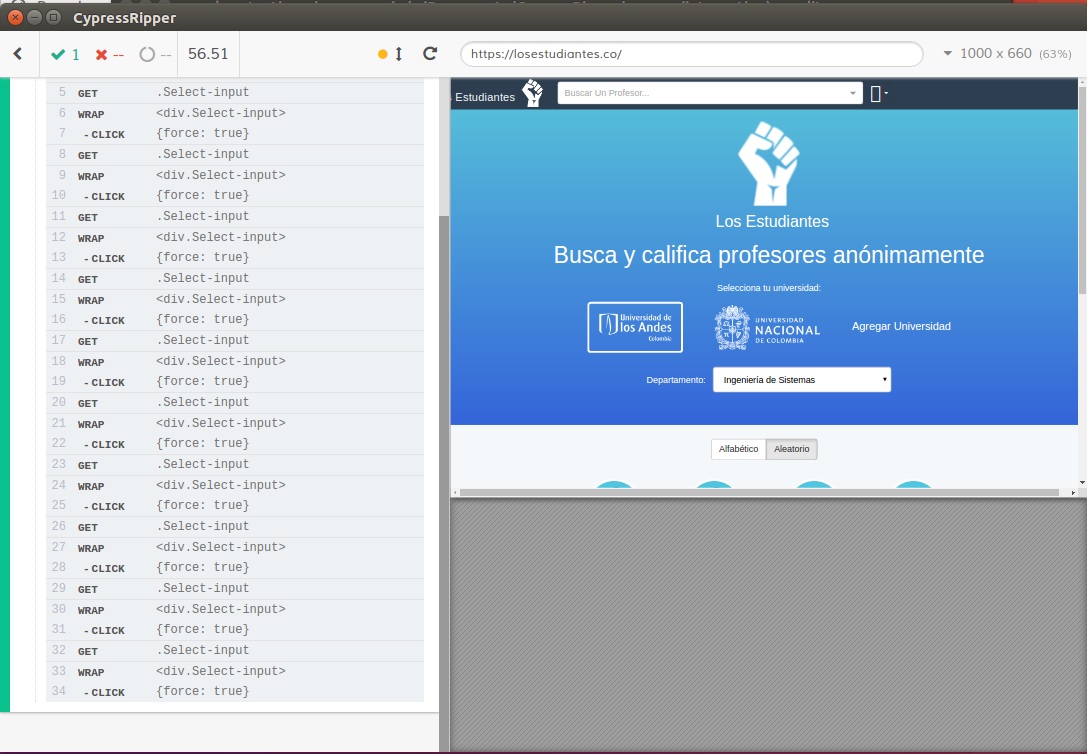 CypressRipper
1 -- -- 56.51
https://losestudiantes.co/
1000 x 660 (63%)
5 GET .Select-input
6 WRAP <div.Select-input>
7 -CLICK {force: true}
8 GET .Select-input
9 WRAP <div.Select-input>
10 -CLICK {force: true}
11 GET .Select-input
12 WRAP <div.Select-input>
13 -CLICK {force: true}
14 GET .Select-input
15 WRAP <div.Select-input>
16 -CLICK {force: true}
17 GET .Select-input
18 WRAP <div.Select-input>
19 -CLICK {force: true}
20 GET .Select-input
21 WRAP <div.Select-input>
22 -CLICK {force: true}
23 GET .Select-input
24 WRAP <div.Select-input>
25 -CLICK {force: true}
26 GET .Select-input
27 WRAP <div.Select-input>
28 -CLICK {force: true}
29 GET .Select-input
30 WRAP <div.Select-input>
31 -CLICK {force: true}
32 GET .Select-input
33 WRAP <div.Select-input>
34 -CLICK {force: true}
Estudiantes
Buscar Un Profesor...
Los Estudiantes
Busca y califica profesores anónimamente
Selecciona tu universidad:
Universidad de
los Andes
Colombia
UNIVERSIDAD
NACIONAL
DE COLOMBIA
Agregar Universidad
Departamento: Ingeniería de Sistemas
Alfabético Aleatorio